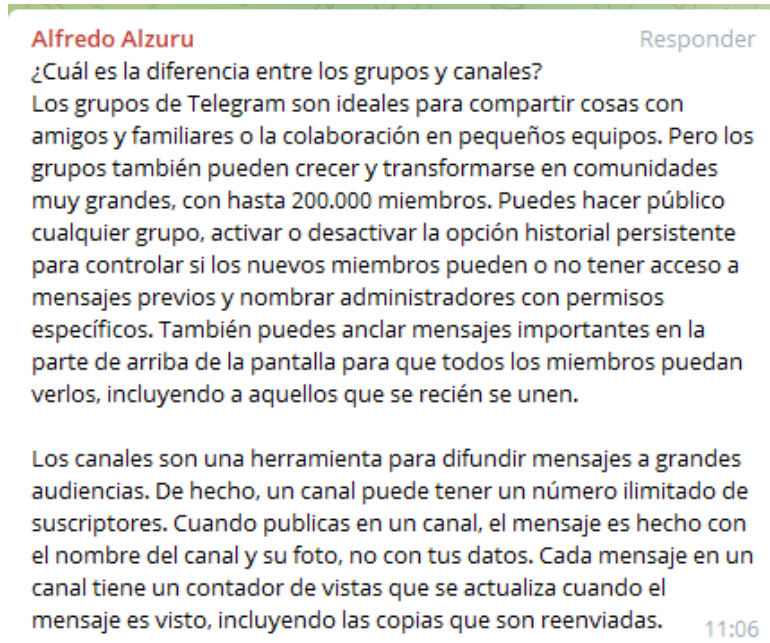 Alfredo Alzuru Responder
¿Cuál es la diferencia entre los grupos y canales?
Los grupos de Telegram son ideales para compartir cosas con
amigos y familiares o la colaboración en pequeños equipos. Pero los
grupos también pueden crecer y transformarse en comunidades
muy grandes, con hasta 200.000 miembros. Puedes hacer público
cualquier grupo, activar o desactivar la opción historial persistente
para controlar si los nuevos miembros pueden o no tener acceso a
mensajes previos y nombrar administradores con permisos
específicos. También puedes anclar mensajes importantes en la
parte de arriba de la pantalla para que todos los miembros puedan
verlos, incluyendo a aquellos que se recién se unen.

Los canales son una herramienta para difundir mensajes a grandes
audiencias. De hecho, un canal puede tener un número ilimitado de
suscriptores. Cuando publicas en un canal, el mensaje es hecho con
el nombre del canal y su foto, no con tus datos. Cada mensaje en un
canal tiene un contador de vistas que se actualiza cuando el
mensaje es visto, incluyendo las copias que son reenviadas. 11:06